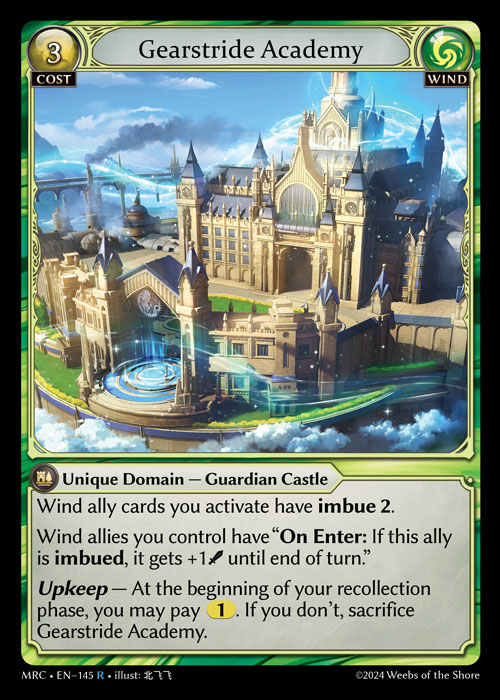 3
Gearstride Academy
COST
WIND
Unique Domain — Guardian Castle
Wind ally cards you activate have imbue 2.
Wind allies you control have “On Enter: If this ally
is imbued, it gets +1 until end of turn.”
Upkeep — At the beginning of your recollection
phase, you may pay 1. If you don’t, sacrifice
Gearstride Academy.
MRC • EN–145 R • illust: 北飞飞
©2024 Weebs of the Shore